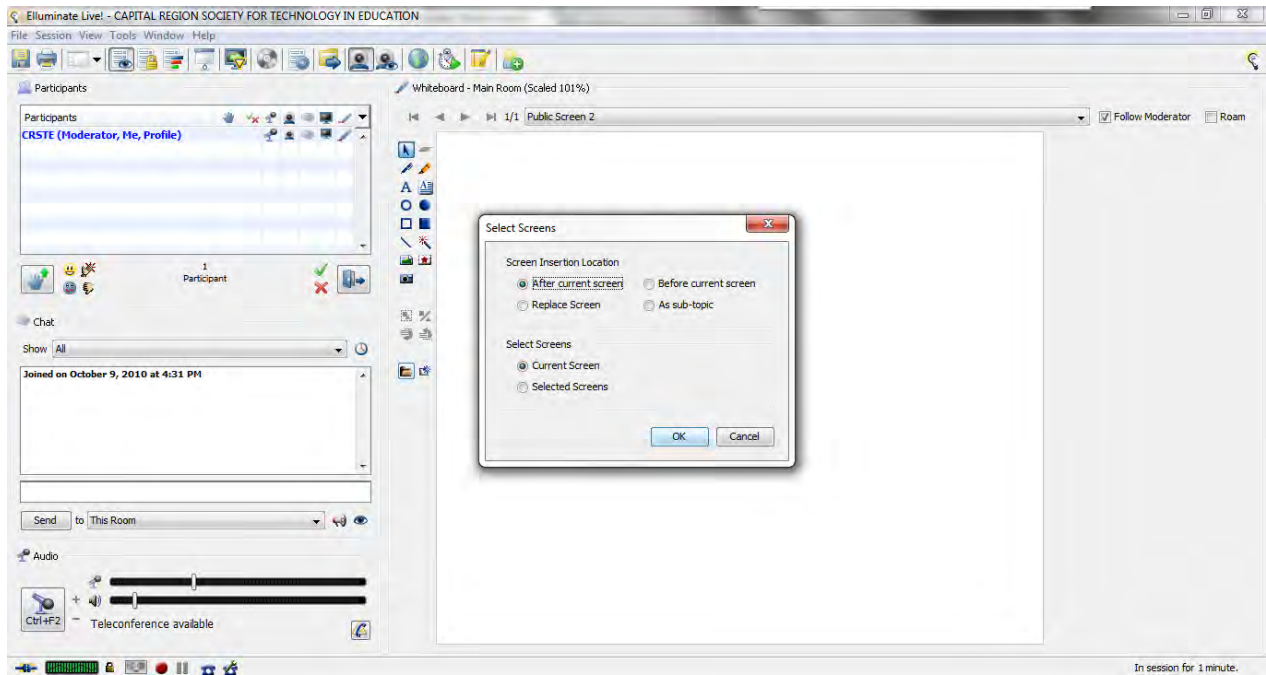 Elluminate Live! - CAPITAL REGION SOCIETY FOR TECHNOLOGY IN EDUCATION
File Session View Tools Window Help
Participants
Participants
CRSTE (Moderator, Me, Profile)
1
Participant
Chat
Show All
Joined on October 9, 2010 at 4:31 PM
Send to This Room
Audio
Ctrl+F2
+
−
Teleconference available
Whiteboard - Main Room (Scaled 101%)
1/1 Public Screen 2
Follow Moderator Roam
A A
Select Screens
Screen Insertion Location
After current screen Before current screen
Replace Screen As sub-topic
Select Screens
Current Screen
Selected Screens
OK Cancel
In session for 1 minute.